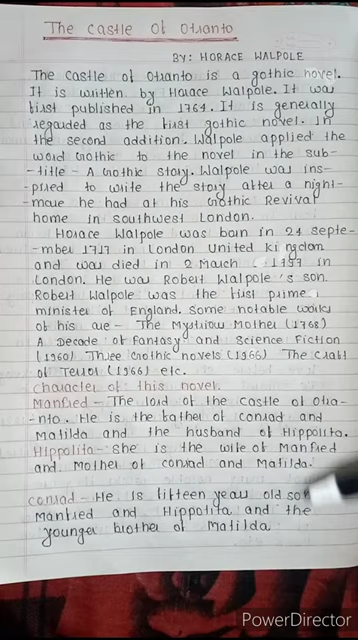 The Castle Of Otranto
BY: HORACE WALPOLE
The Castle of Otranto is a gothic novel.
It is written by Horace Walpole. It was
first published in 1764. It is generally
regarded as the first gothic novel. In
the second addition. Walpole applied the
word Gothic to the novel in the sub-
-title - A Gothic Story. Walpole was ins-
-pired to write the story after a night-
-mare he had at his Gothic Revival
home in southwest London.
Horace Walpole was born in 24 Septe-
-mber 1717 in London United kingdom
and was died in 2 March 1797 in
London. He was Robert Walpole's son.
Robert Walpole was the first prime
minister of England. Some notable works
of his are - The Mystrious Mother (1768)
A Decade of fantasy and Science Fiction
(1960) Three Gothic novels (1966) The Craft
of Terror (1966) etc.
Character of this novel.
Manfred - The lord of the castle of Otra-
-nto. He is the father of Conrad and
Matilda and the husband of Hippolita.
Hippolita - she is the wife of Manfred
and Mother of Conrad and Matilda.
Conrad - He is fifteen year old son
Manfred and Hippolita and the
younger brother of Matilda
PowerDirector